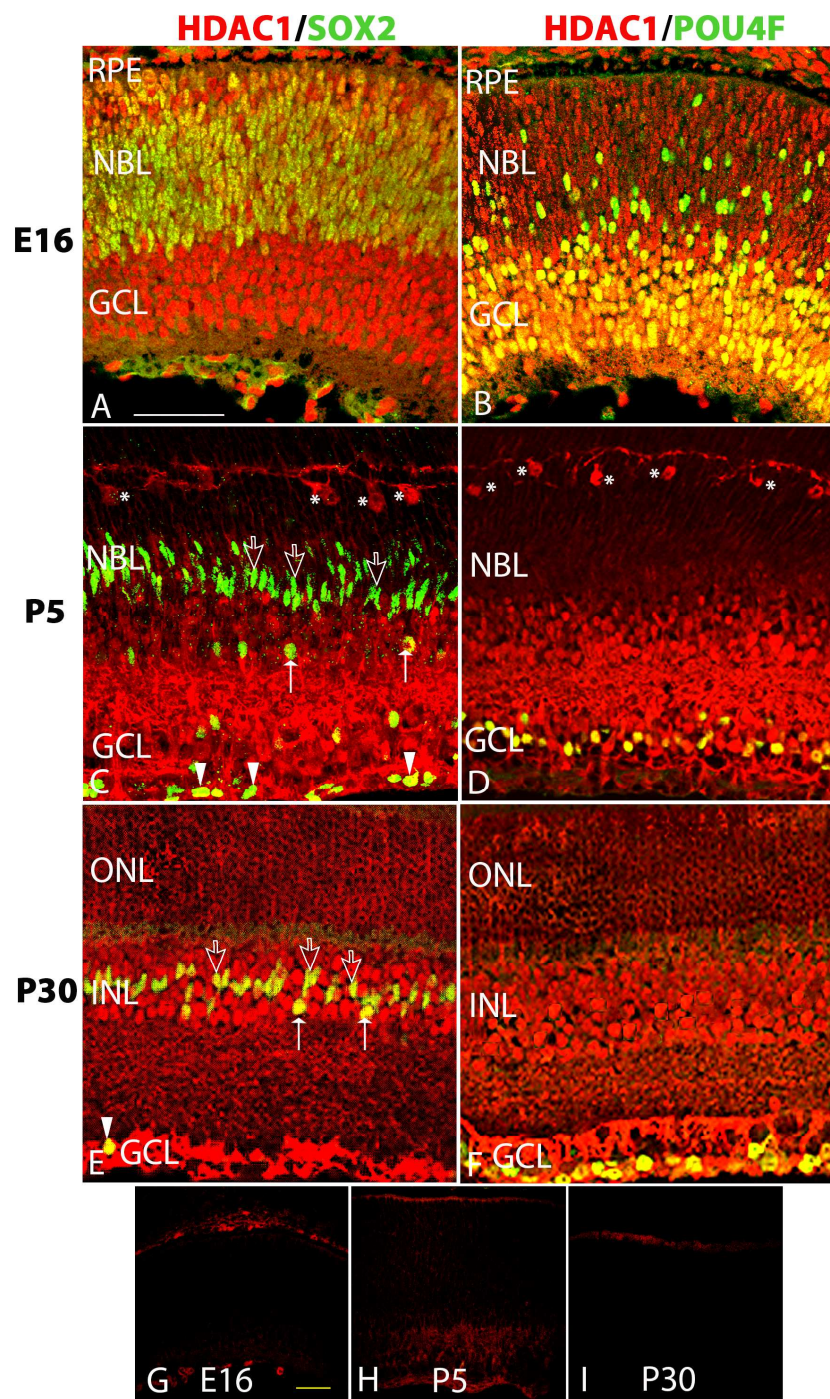 HDAC1/SOX2 HDAC1/POU4F
E16
RPE
NBL
GCL
A
RPE
NBL
GCL
B
P5
NBL
GCL
C
NBL
GCL
D
* * * *
* * * * *
P30
ONL
INL
GCL
E
ONL
INL
GCL
F
G E16
H P5
I P30